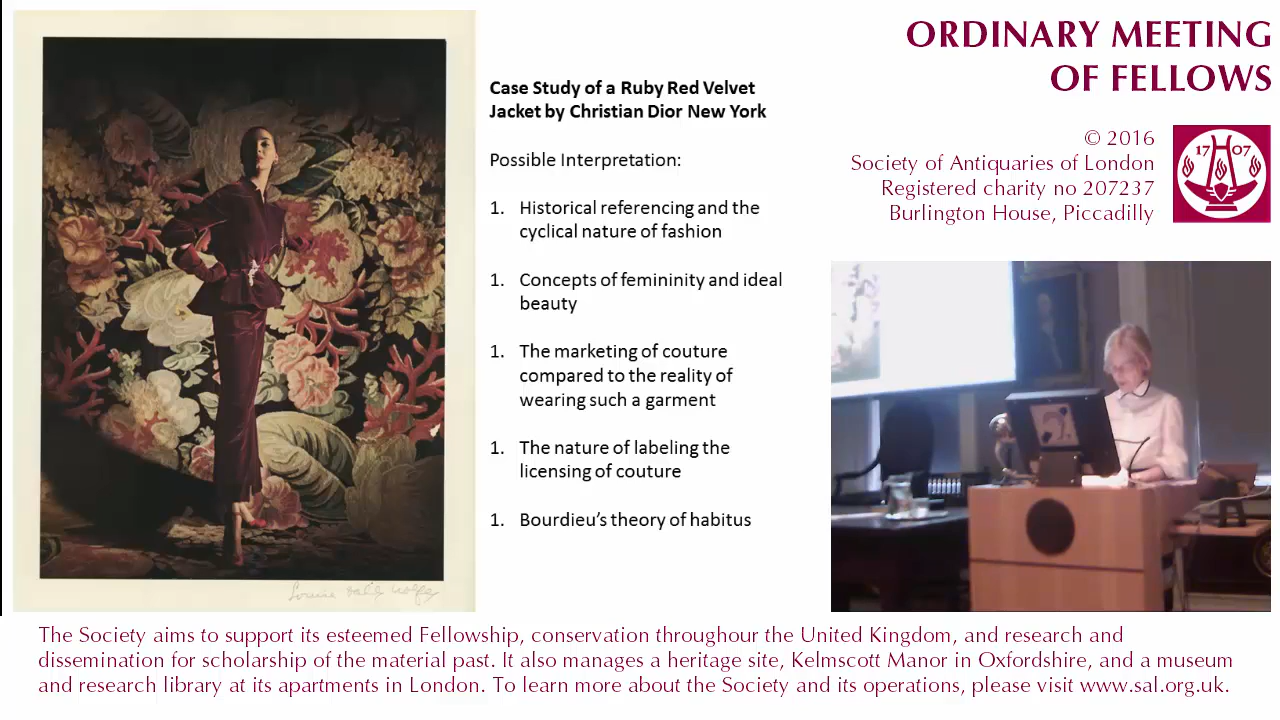 ORDINARY MEETING
OF FELLOWS
© 2016
Society of Antiquaries of London
Registered charity no 207237
Burlington House, Piccadilly
17 07
Case Study of a Ruby Red Velvet
Jacket by Christian Dior New York
Possible Interpretation:
1. Historical referencing and the
cyclical nature of fashion
1. Concepts of femininity and ideal
beauty
1. The marketing of couture
compared to the reality of
wearing such a garment
1. The nature of labeling the
licensing of couture
1. Bourdieu's theory of habitus
Louise Dahl-Wolfe
The Society aims to support its esteemed Fellowship, conservation throughour the United Kingdom, and research and
dissemination for scholarship of the material past. It also manages a heritage site, Kelmscott Manor in Oxfordshire, and a museum
and research library at its apartments in London. To learn more about the Society and its operations, please visit www.sal.org.uk.